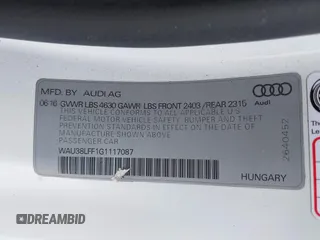 MFD. BY AUDI AG
0616 GVWR LBS 4630 GAWR LBS FRONT 2403 /REAR 2315
Audi
THIS VEHICLE CONFORMS TO ALL APPLICABLE U.S.
FEDERAL MOTOR VEHICLE SAFETY, BUMPER AND THEFT
PREVENTION STANDARDS IN EFFECT ON THE DATE
OF MANUFACTURE SHOWN ABOVE
PASSENGER CAR
WAU38LFF1G1117087
HUNGARY
2640457
DREAMBID